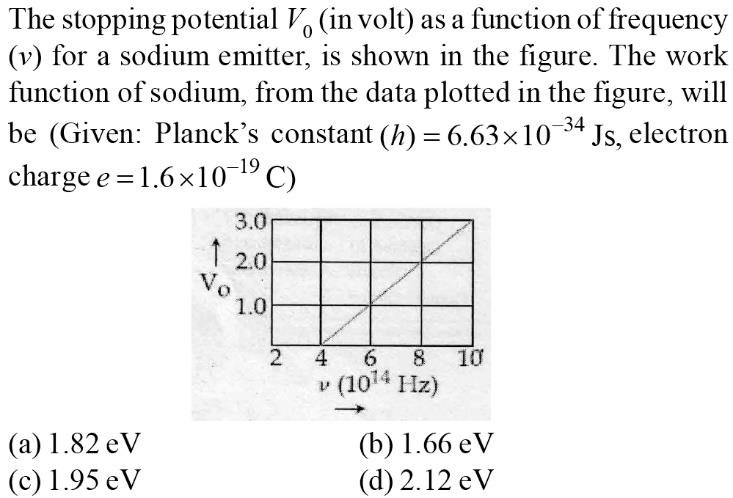 The stopping potential V₀ (in volt) as a function of frequency
(ν) for a sodium emitter, is shown in the figure. The work
function of sodium, from the data plotted in the figure, will
be (Given: Planck's constant (h) = 6.63×10⁻³⁴ Js, electron
charge e = 1.6×10⁻¹⁹ C)
3.0
↑ 2.0
V₀
1.0
2 4 6 8 10
ν (10¹⁴ Hz)
→
(a) 1.82 eV (b) 1.66 eV
(c) 1.95 eV (d) 2.12 eV